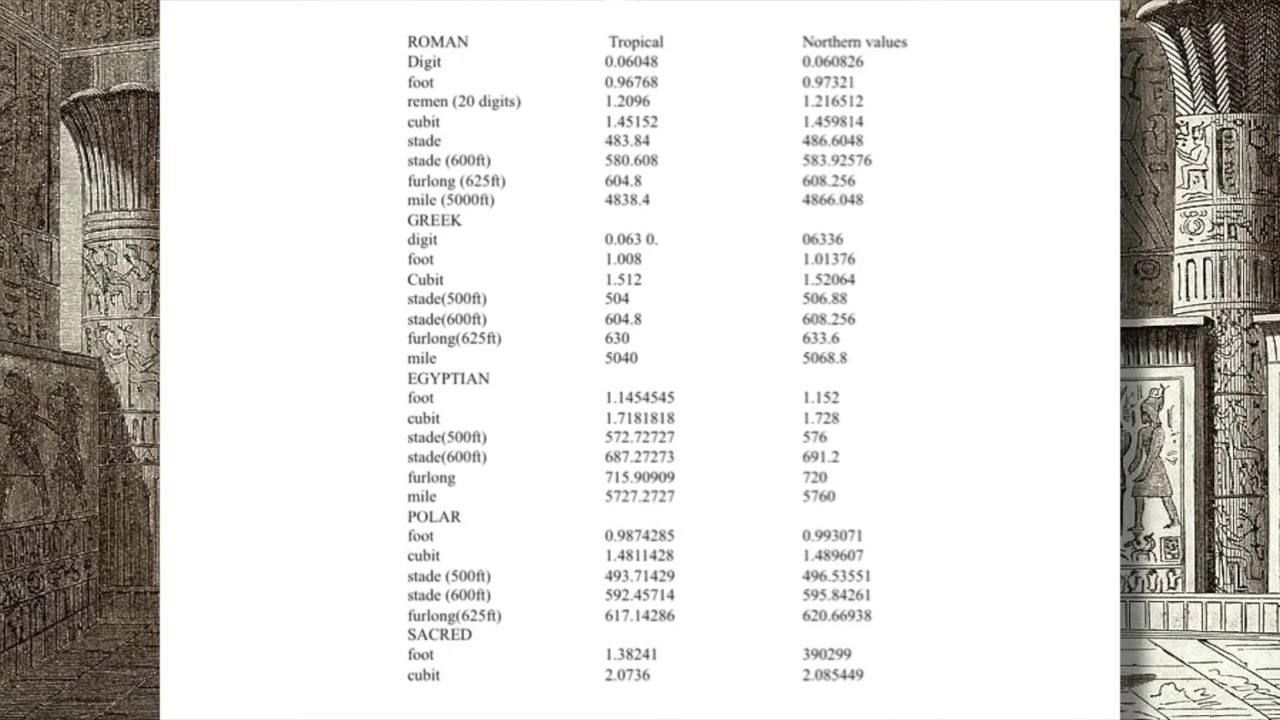 ROMAN Tropical Northern values
Digit 0.06048 0.060826
foot 0.96768 0.97321
remen (20 digits) 1.2096 1.216512
cubit 1.45152 1.459814
stade 483.84 486.6048
stade (600ft) 580.608 583.92576
furlong (625ft) 604.8 608.256
mile (5000ft) 4838.4 4866.048
GREEK
digit 0.063 0. 06336
foot 1.008 1.01376
Cubit 1.512 1.52064
stade(500ft) 504 506.88
stade(600ft) 604.8 608.256
furlong(625ft) 630 633.6
mile 5040 5068.8
EGYPTIAN
foot 1.1454545 1.152
cubit 1.7181818 1.728
stade(500ft) 572.72727 576
stade(600ft) 687.27273 691.2
furlong 715.90909 720
mile 5727.2727 5760
POLAR
foot 0.9874285 0.993071
cubit 1.4811428 1.489607
stade (500ft) 493.71429 496.53551
stade (600ft) 592.45714 595.84261
furlong(625ft) 617.14286 620.66938
SACRED
foot 1.38241 390299
cubit 2.0736 2.085449